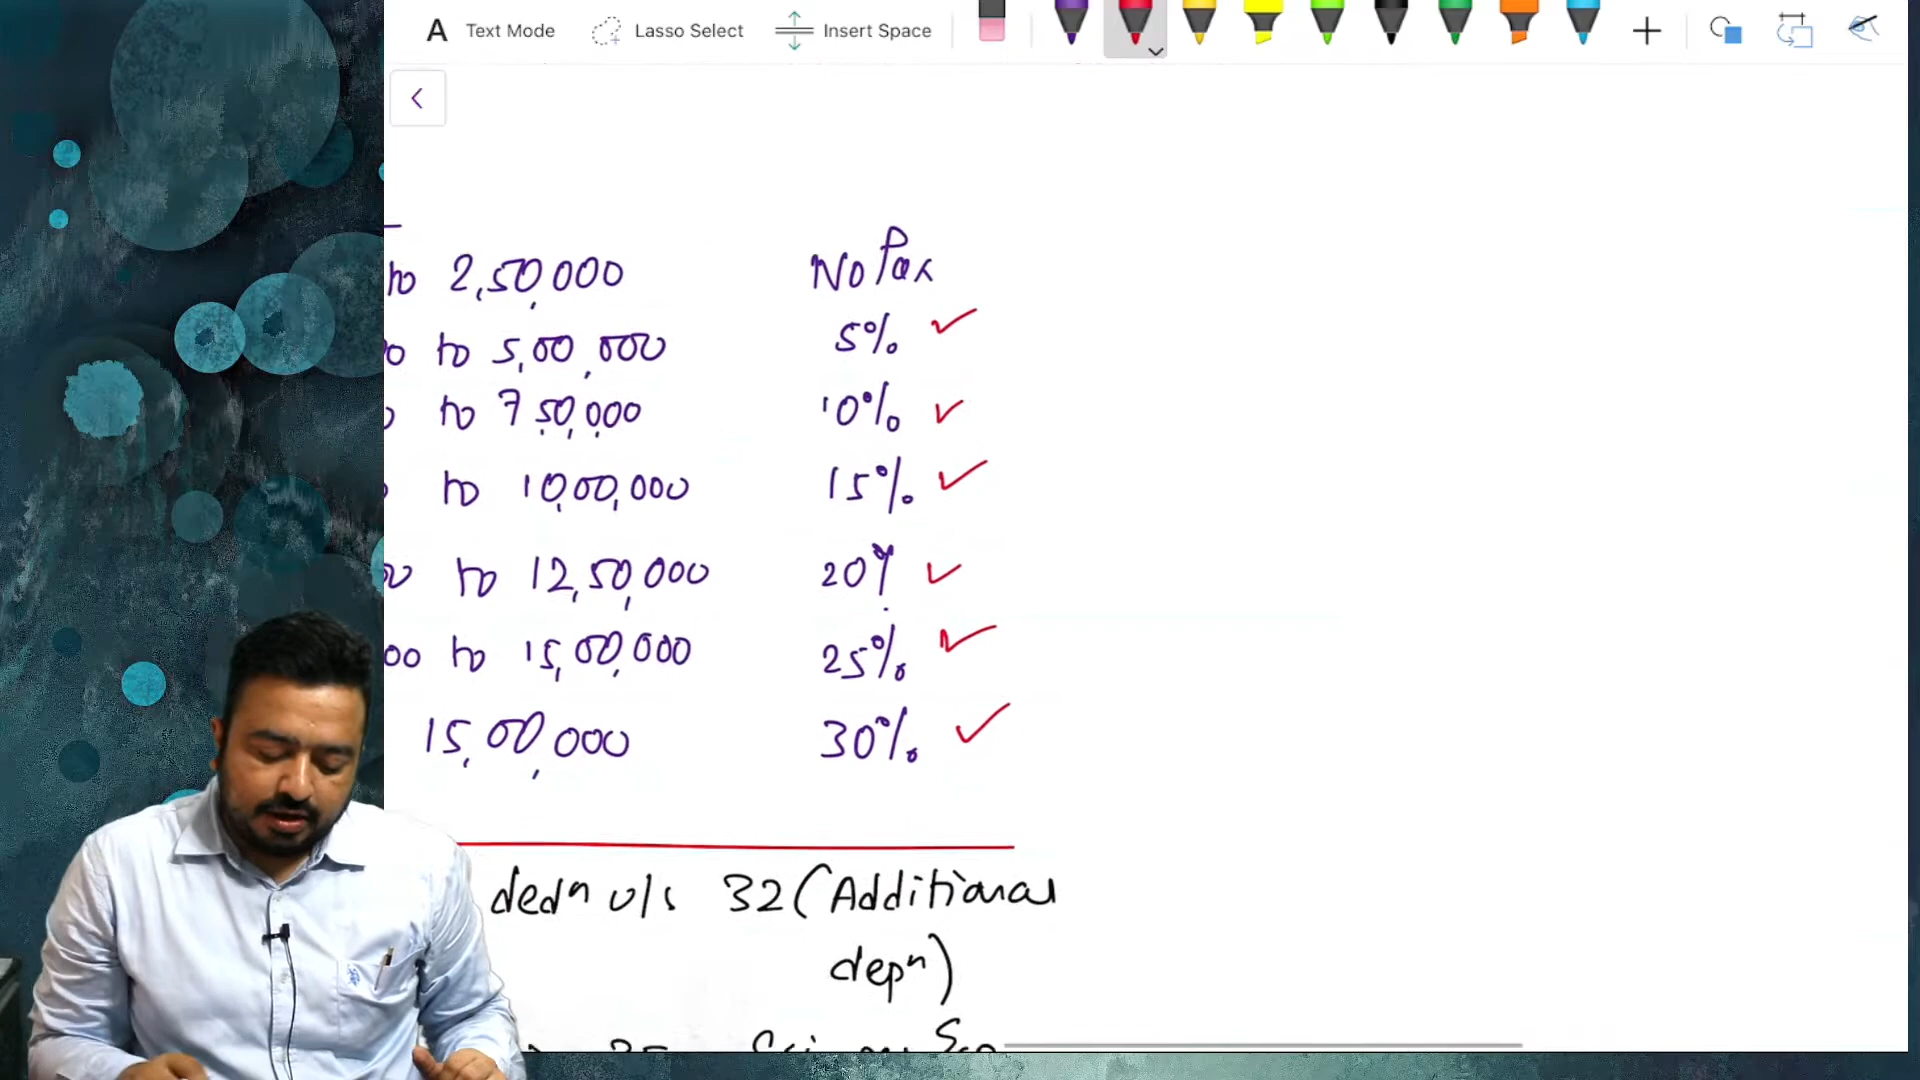 A Text Mode Lasso Select Insert Space
to 2,50,000 No Tax
to 5,00,000 5%
to 7,50,000 10%
to 10,00,000 15%
to 12,50,000 20%
00 to 15,00,000 25%
15,00,000 30%
dedⁿ u/s 32 (Additional
depⁿ)